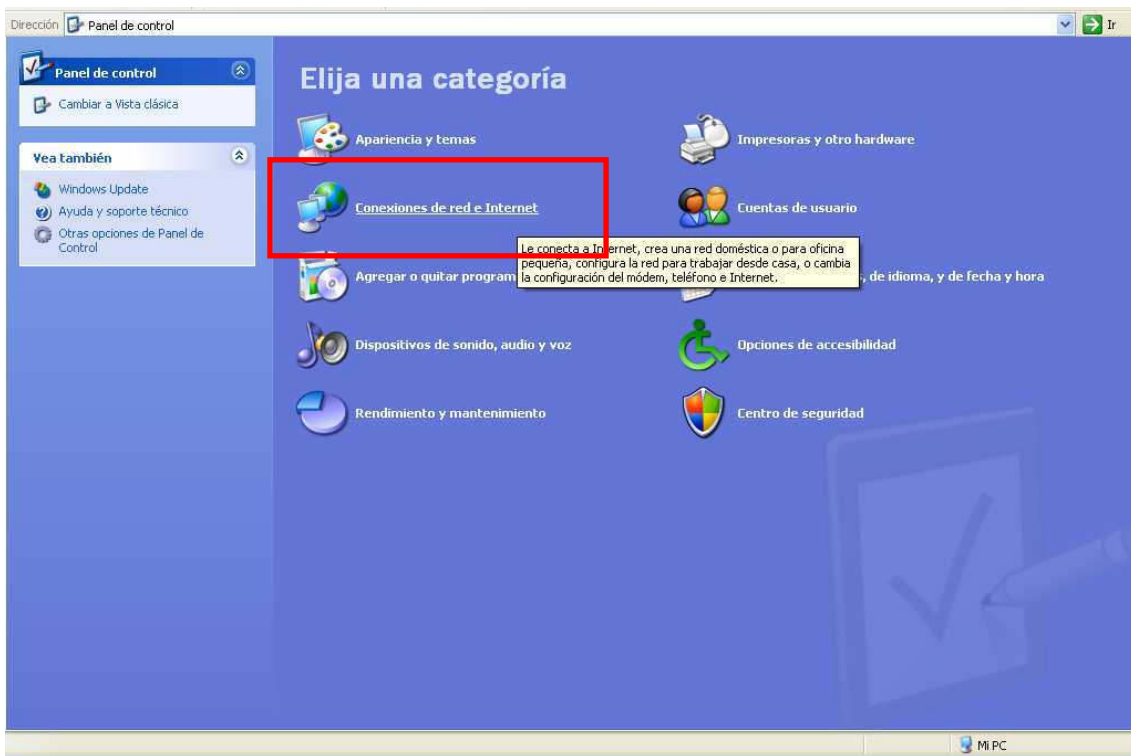 Dirección Panel de control Ir
Panel de control
Cambiar a Vista clásica
Vea también
Windows Update
Ayuda y soporte técnico
Otras opciones de Panel de
Control
Elija una categoría
Apariencia y temas
Impresoras y otro hardware
Conexiones de red e Internet
Cuentas de usuario
Le conecta a Internet, crea una red doméstica o para oficina
pequeña, configura la red para trabajar desde casa, o cambia
la configuración del módem, teléfono e Internet.
Agregar o quitar program
, de idioma, y de fecha y hora
Dispositivos de sonido, audio y voz
Opciones de accesibilidad
Rendimiento y mantenimiento
Centro de seguridad
Mi PC